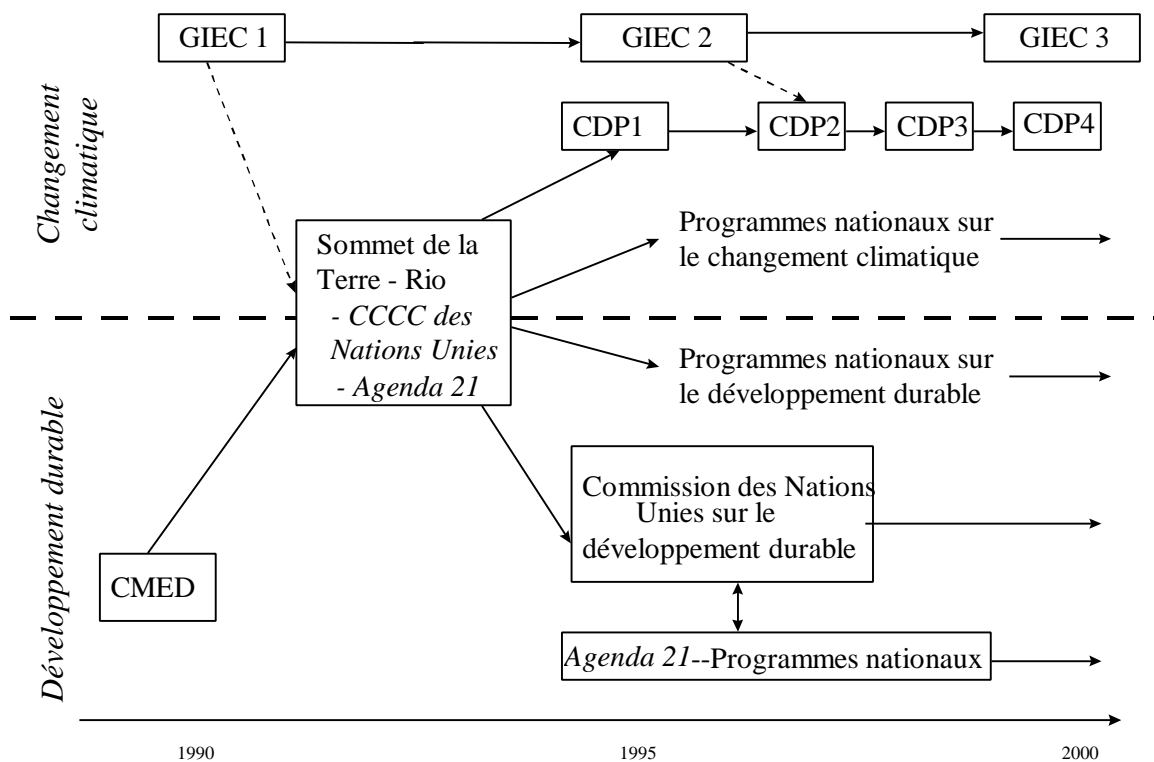 GIEC 1
GIEC 2
GIEC 3
CDP1
CDP2
CDP3
CDP4
Changement
climatique
Sommet de la
Terre - Rio
- CCCC des
Nations Unies
- Agenda 21
Programmes nationaux sur
le changement climatique
Programmes nationaux sur
le développement durable
Développement durable
Commission des Nations
Unies sur le
développement durable
CMED
Agenda 21--Programmes nationaux
1990
1995
2000